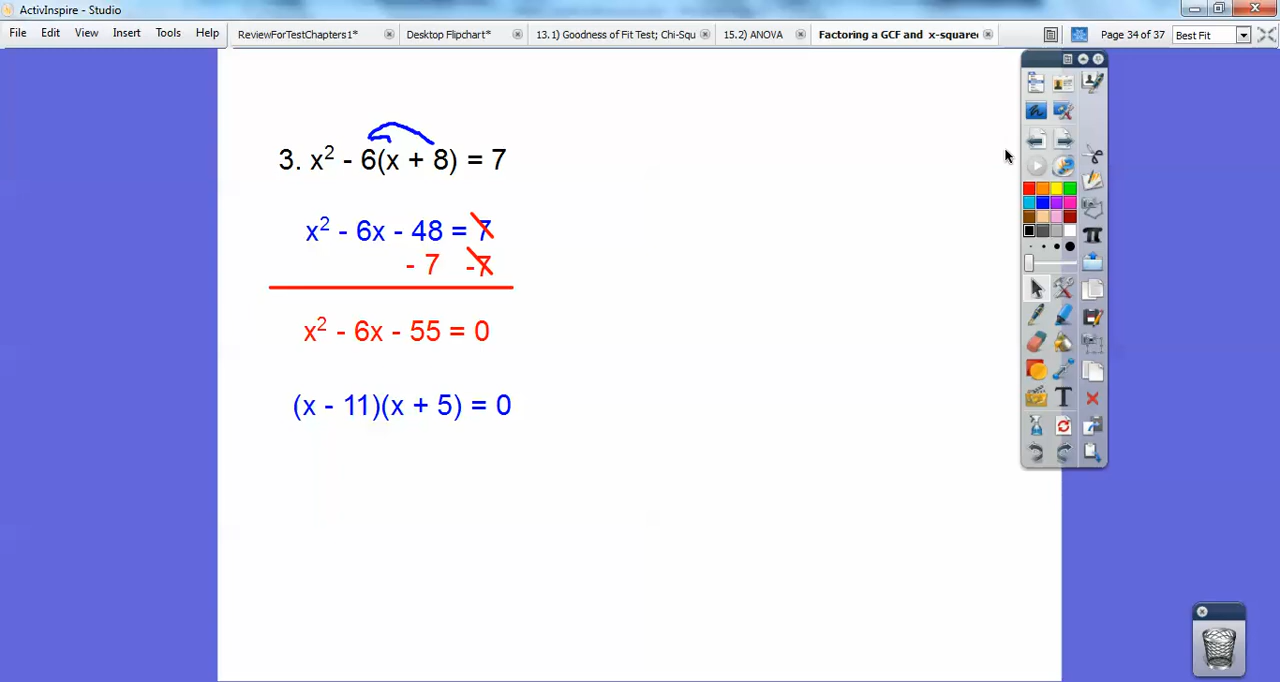 ActivInspire - Studio
File Edit View Insert Tools Help
ReviewForTestChapters1* Desktop Flipchart* 13.1) Goodness of Fit Test; Chi-Squ 15.2) ANOVA Factoring a GCF and x-squared Page 34 of 37 Best Fit
3. x² - 6(x + 8) = 7
x² - 6x - 48 = 7
- 7 -7
x² - 6x - 55 = 0
(x - 11)(x + 5) = 0